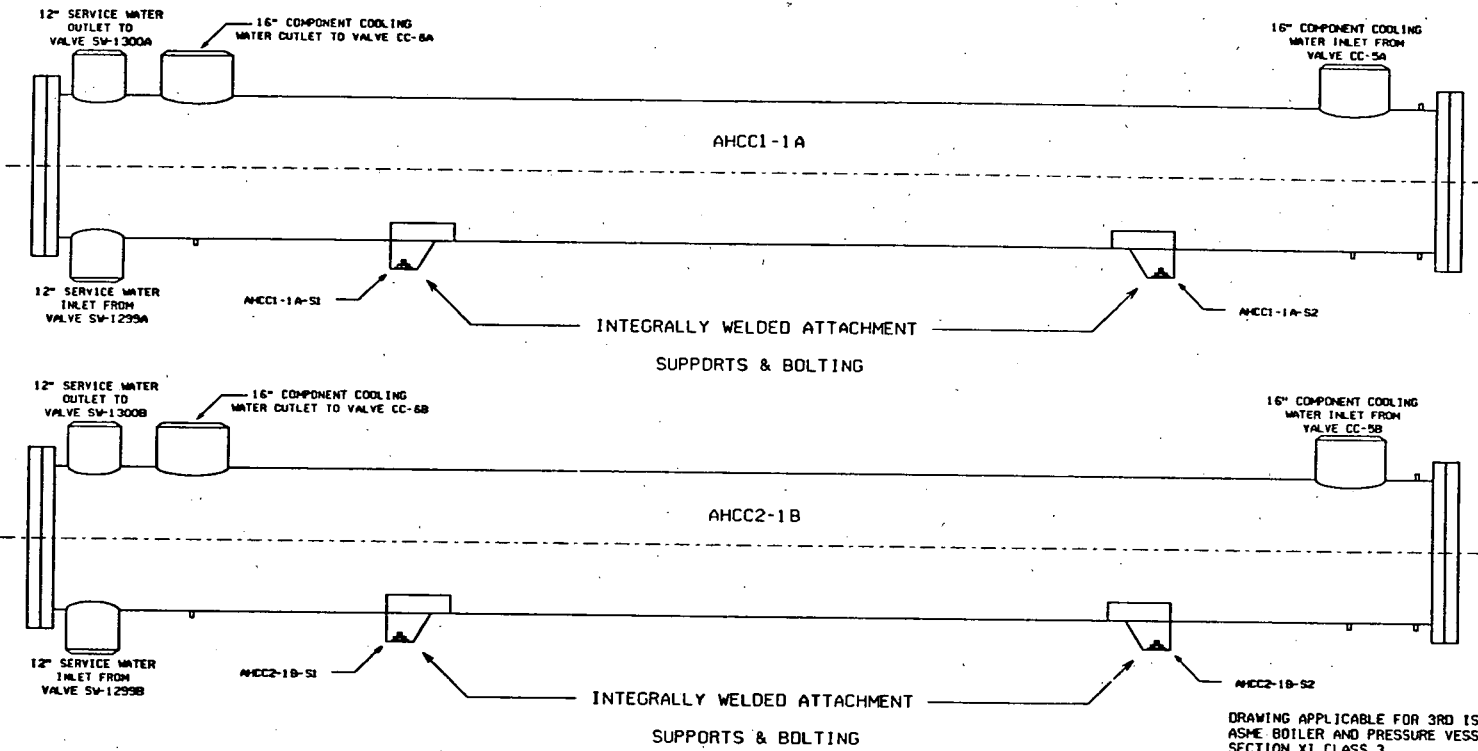 12" SERVICE WATER
OUTLET TO
VALVE SW-1300A
16" COMPONENT COOLING
WATER OUTLET TO VALVE CC-6A
16" COMPONENT COOLING
WATER INLET FROM
VALVE CC-5A
AHCC1-1A
12" SERVICE WATER
INLET FROM
VALVE SW-1299A
AHCC1-1A-S1
INTEGRALLY WELDED ATTACHMENT
SUPPORTS & BOLTING
AHCC1-1A-S2
12" SERVICE WATER
OUTLET TO
VALVE SW-1300B
16" COMPONENT COOLING
WATER OUTLET TO VALVE CC-6B
16" COMPONENT COOLING
WATER INLET FROM
VALVE CC-5B
AHCC2-1B
12" SERVICE WATER
INLET FROM
VALVE SW-1299B
AHCC2-1B-S1
INTEGRALLY WELDED ATTACHMENT
SUPPORTS & BOLTING
AHCC2-1B-S2
DRAWING APPLICABLE FOR 3RD
ASME BOILER AND PRESSURE
SECTION XI CLASS 3